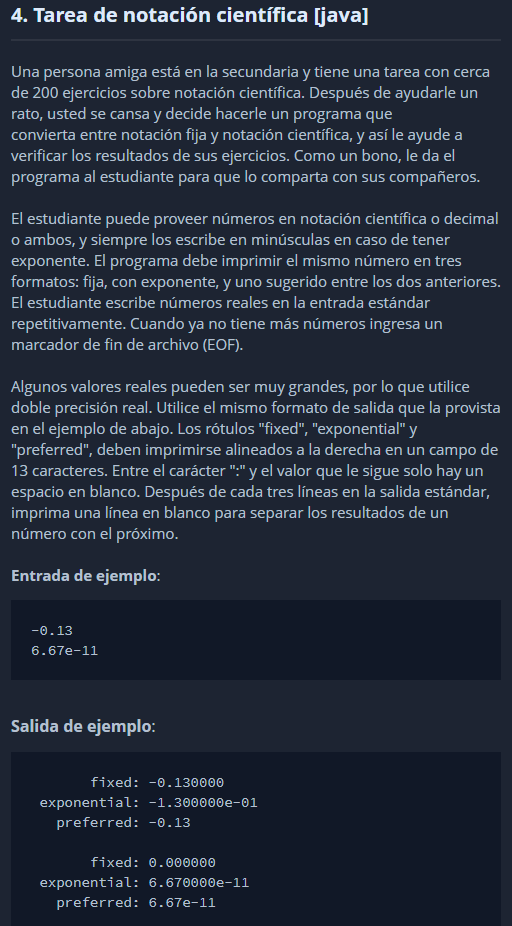 4. Tarea de notación científica [java]
Una persona amiga está en la secundaria y tiene una tarea con cerca
de 200 ejercicios sobre notación científica. Después de ayudarle un
rato, usted se cansa y decide hacerle un programa que
convierta entre notación fija y notación científica, y así le ayude a
verificar los resultados de sus ejercicios. Como un bono, le da el
programa al estudiante para que lo comparta con sus compañeros.
El estudiante puede proveer números en notación científica o decimal
o ambos, y siempre los escribe en minúsculas en caso de tener
exponente. El programa debe imprimir el mismo número en tres
formatos: fija, con exponente, y uno sugerido entre los dos anteriores.
El estudiante escribe números reales en la entrada estándar
repetitivamente. Cuando ya no tiene más números ingresa un
marcador de fin de archivo (EOF).
Algunos valores reales pueden ser muy grandes, por lo que utilice
doble precisión real. Utilice el mismo formato de salida que la provista
en el ejemplo de abajo. Los rótulos "fixed", "exponential" y
"preferred", deben imprimirse alineados a la derecha en un campo de
13 caracteres. Entre el carácter ":" y el valor que le sigue solo hay un
espacio en blanco. Después de cada tres líneas en la salida estándar,
imprima una línea en blanco para separar los resultados de un
número con el próximo.
Entrada de ejemplo:
-0.13
6.67e-11
Salida de ejemplo:
fixed: -0.130000
exponential: -1.300000e-01
preferred: -0.13
fixed: 0.000000
exponential: 6.670000e-11
preferred: 6.67e-11